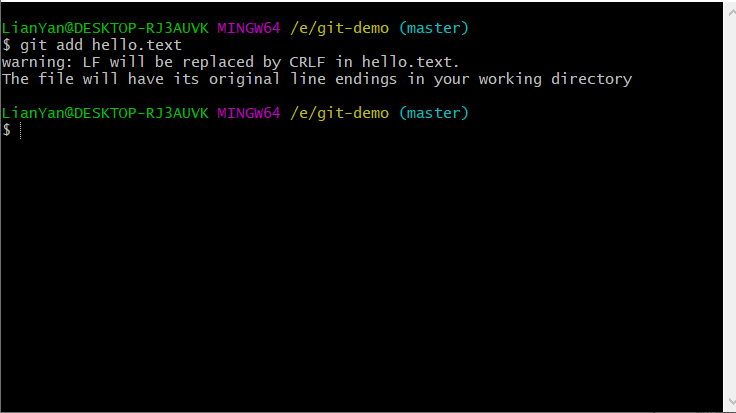 LianYan@DESKTOP-RJ3AUVK MINGW64 /e/git-demo (master)
$ git add hello.text
warning: LF will be replaced by CRLF in hello.text.
The file will have its original line endings in your working directory
LianYan@DESKTOP-RJ3AUVK MINGW64 /e/git-demo (master)
$